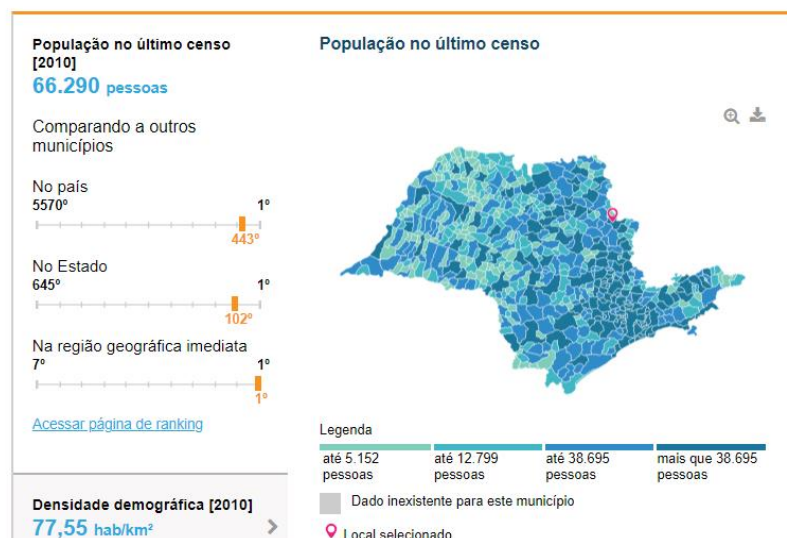 População no último censo
[2010]
66.290 pessoas
Comparando a outros
municípios
No país
5570º 1º
443º
No Estado
645º 1º
102º
Na região geográfica imediata
7º 1º
1º
Acessar página de ranking
Densidade demográfica [2010]
77,55 hab/km²
População no último censo
Legenda
até 5.152
pessoas
até 12.799
pessoas
até 38.695
pessoas
mais que 38.695
pessoas
Dado inexistente para este município
Local selecionado